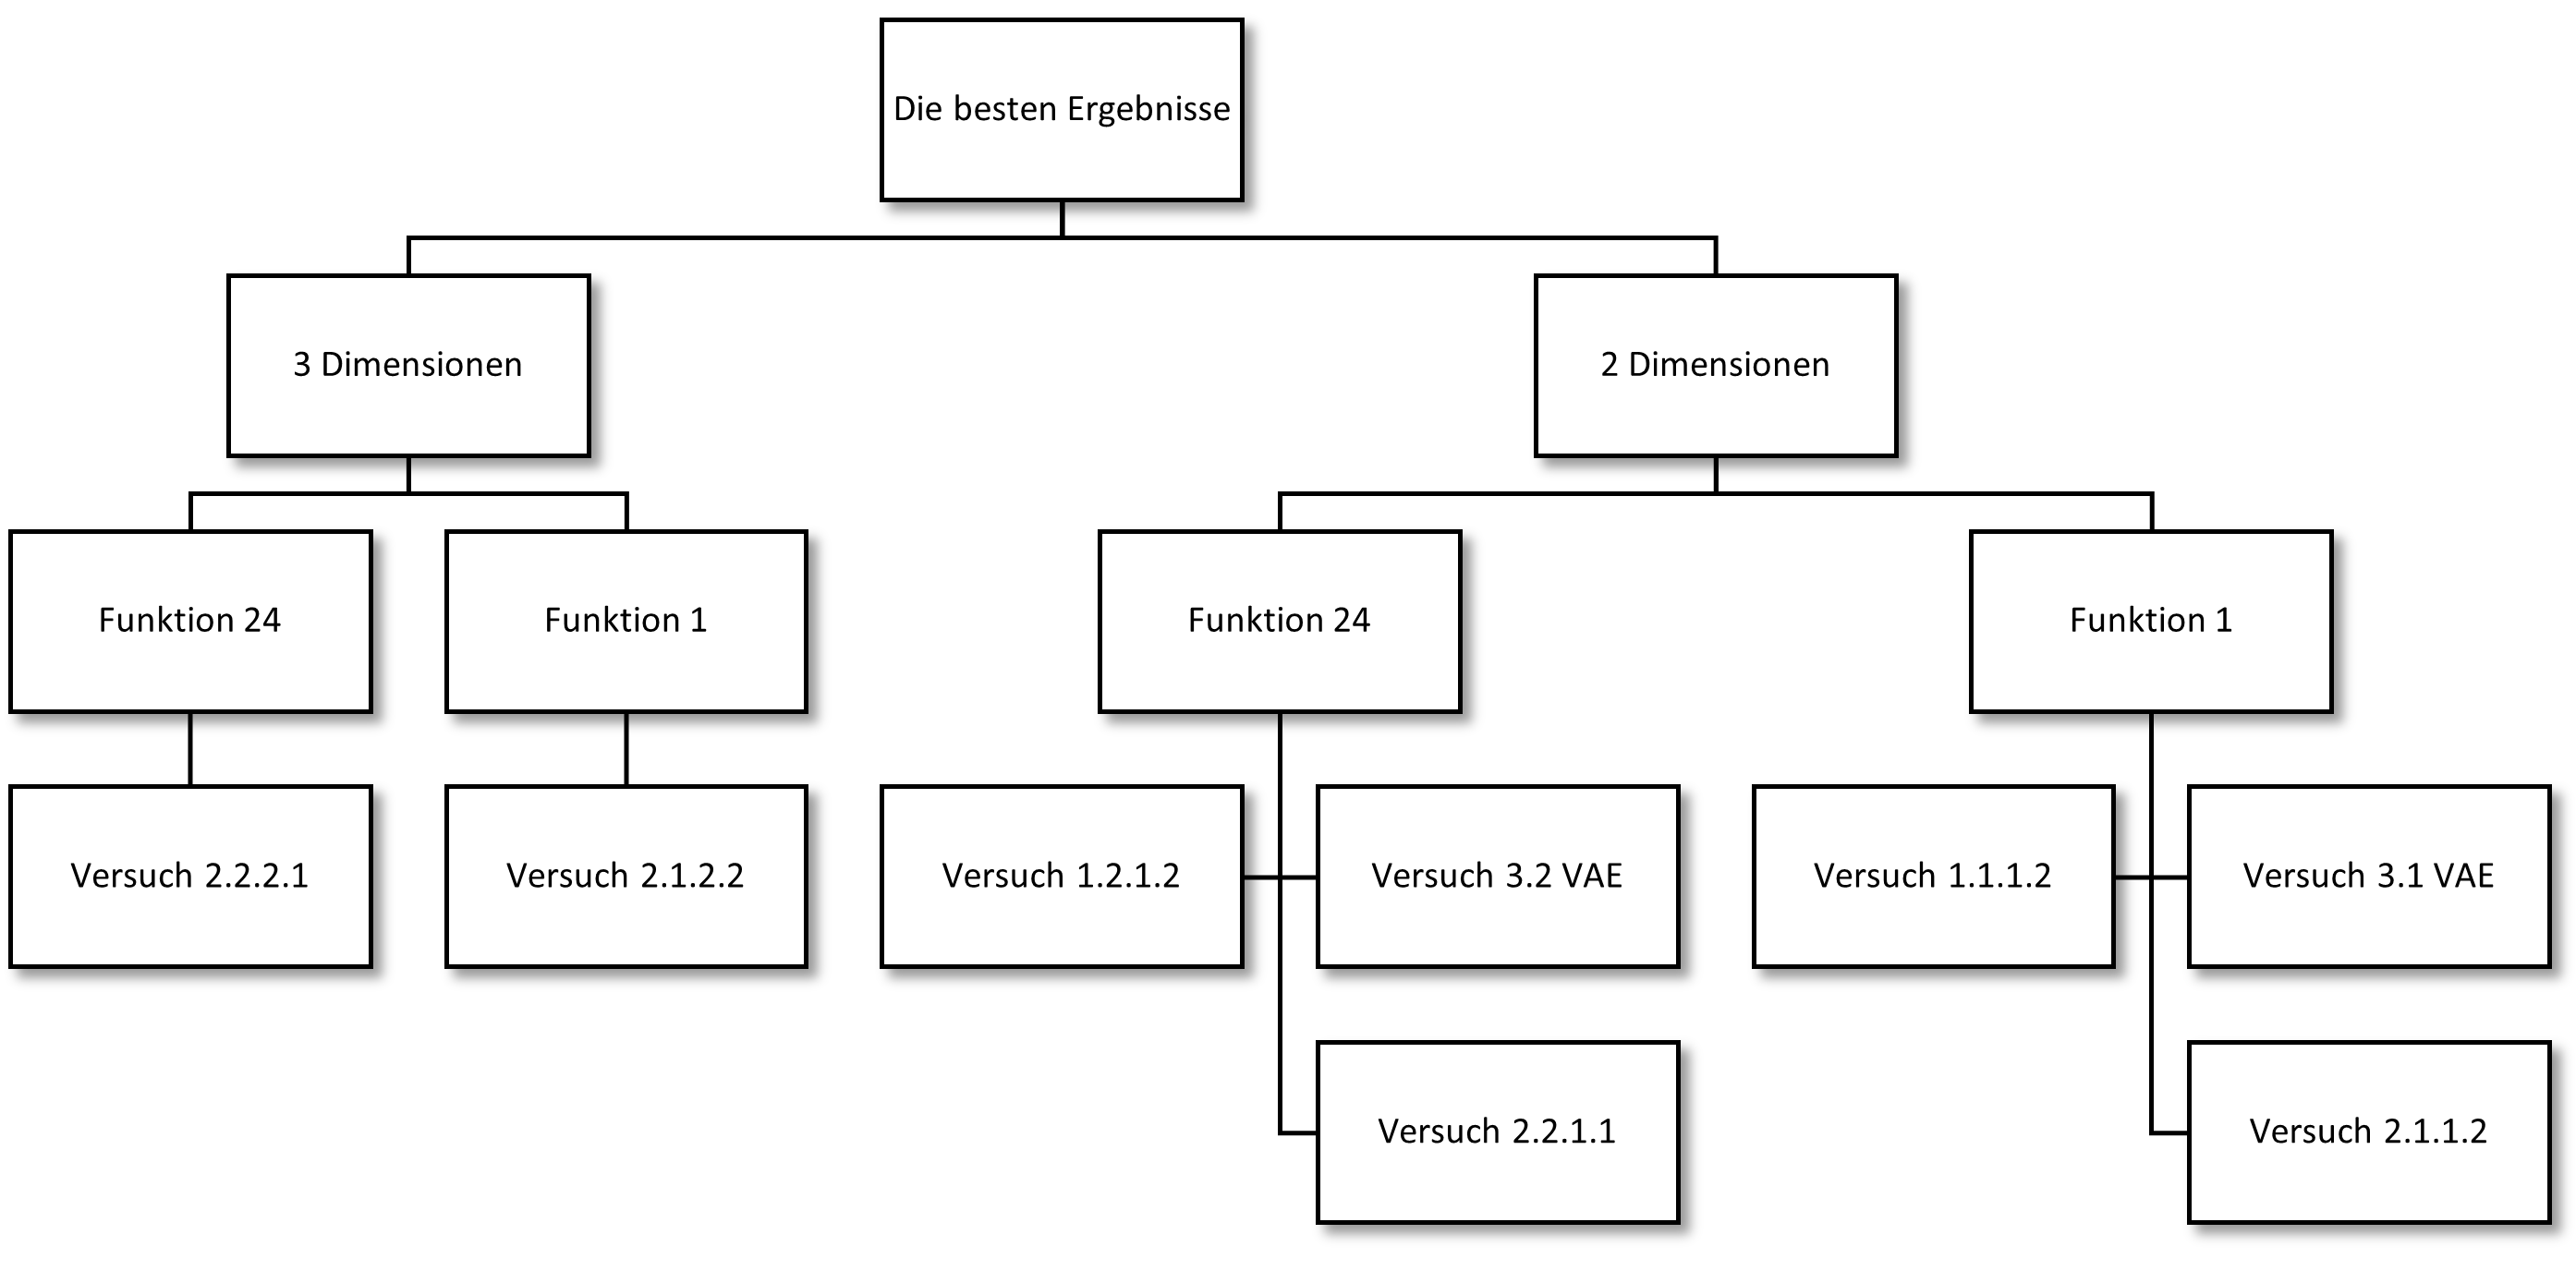 Die besten Ergebnisse
3 Dimensionen
2 Dimensionen
Funktion 24
Funktion 1
Funktion 24
Funktion 1
Versuch 2.2.2.1
Versuch 2.1.2.2
Versuch 1.2.1.2
Versuch 3.2 VAE
Versuch 1.1.1.2
Versuch 3.1 VAE
Versuch 2.2.1.1
Versuch 2.1.1.2